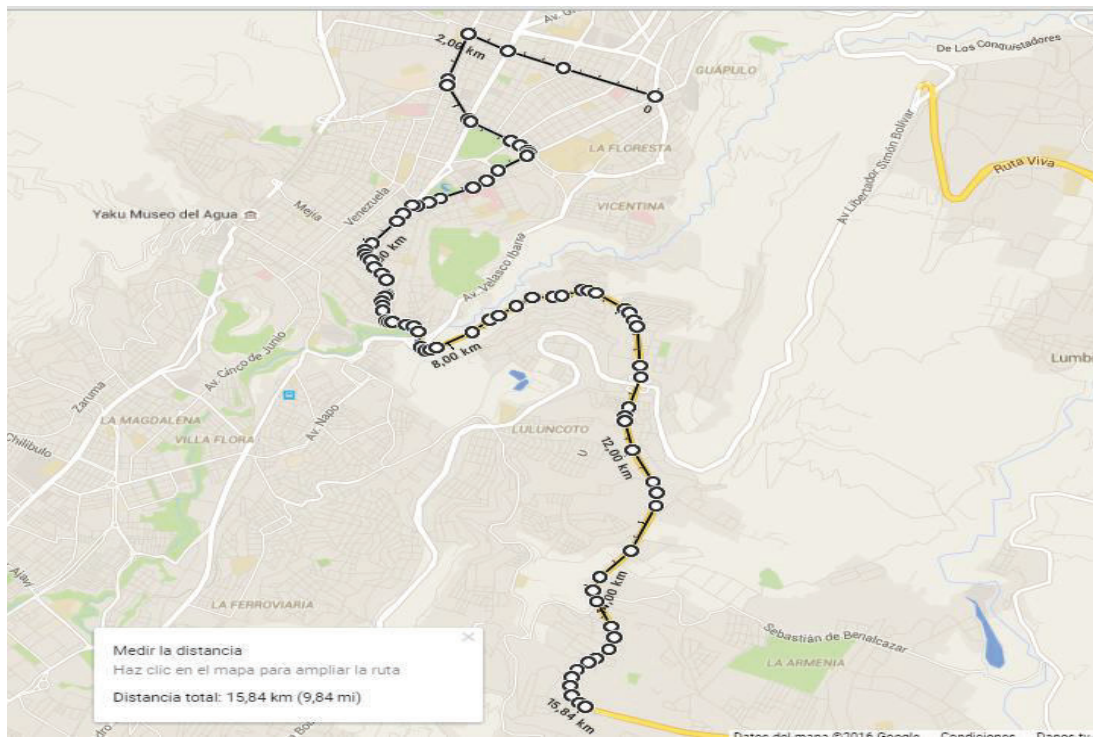 Av. G
De Los Conquistadores
2,00 km
GUÁPULO
0
Av. Libertador Simón Bolívar
Ruta Viva
LA FLORESTA
Venezuela
Mejía
VICENTINA
Yaku Museo del Agua
Av. Velasco Ibarra
8,00 km
Av. Cinco de Junio
Lumb
Zaruma
Av. Napo
LA MAGDALENA
VILLA FLORA
LULUNCOTO
Chilibulo
12,00 km
Ajaví
LA FERROVIARIA
Sebastián de Benalcázar
LA ARMENIA
Medir la distancia
Haz clic en el mapa para ampliar la ruta
Distancia total: 15,84 km (9,84 mi)
15,84 km
Datos del mapa ©2016 Google Condiciones